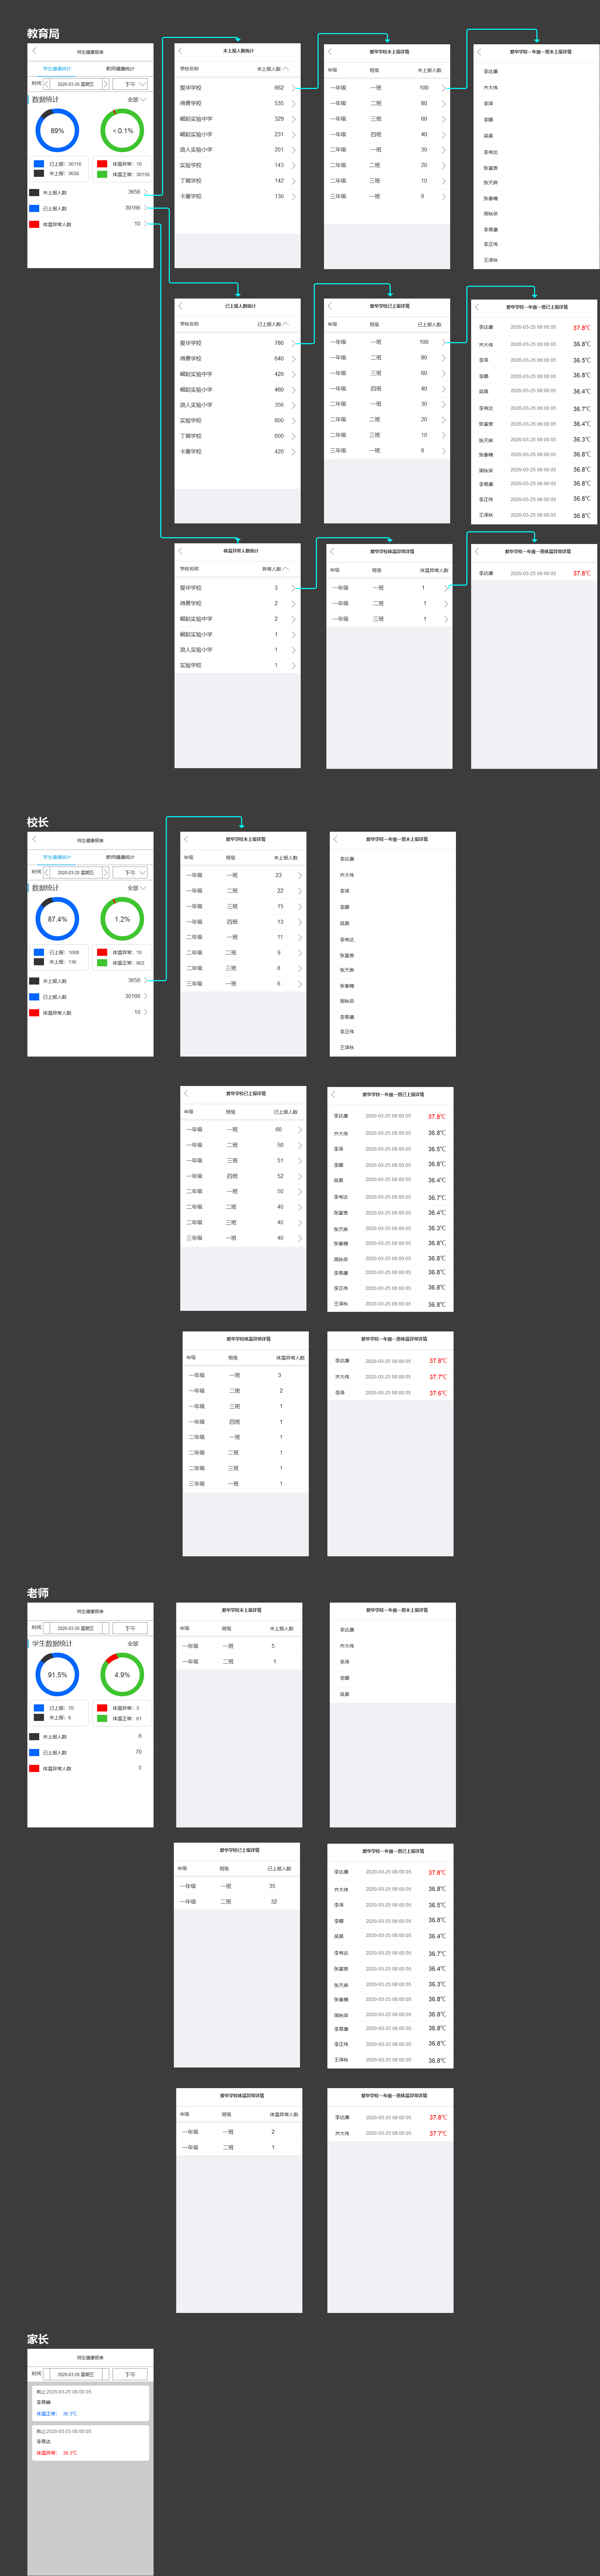 教育局
师生健康报表
学生健康统计 教师健康统计
时间 2020-03-20 星期五 下午
数据统计 全部
89% < 0.1%
已上报：30116 体温异常：10
未上报：3656 体温正常：30156
未上报人数 3656
已上报人数 30166
体温异常人数 10
未上报人数统计
学校名称 未上报人数
爱华学校 662
得勇学校 535
崛起实验中学 329
崛起实验小学 231
浪人实验小学 201
实验学校 143
丁璐学校 142
卡塞学校 130
爱华学校未上报详情
年级 班级 未上报人数
一年级 一班 100
一年级 二班 80
一年级 三班 60
一年级 四班 40
二年级 一班 30
二年级 二班 20
二年级 三班 10
三年级 一班 8
爱华学校一年级一班未上报详情
李达康
齐大伟
李泽
李娜
吴昊
李有达
张富贵
张天麻
张春楠
周秋荣
李易康
李正伟
王泽秋
已上报人数统计
学校名称 已上报人数
爱华学校 780
得勇学校 640
崛起实验中学 420
崛起实验小学 460
浪人实验小学 356
实验学校 800
丁璐学校 600
卡塞学校 420
爱华学校已上报详情
年级 班级 已上报人数
一年级 一班 100
一年级 二班 80
一年级 三班 60
一年级 四班 40
二年级 一班 30
二年级 二班 20
二年级 三班 10
三年级 一班 8
爱华学校一年级一班已上报详情
李达康 2020-03-25 08:00:05 37.8℃
齐大伟 2020-03-25 08:00:05 36.8℃
李泽 2020-03-25 08:00:05 36.5℃
李娜 2020-03-25 08:00:05 36.8℃
吴昊 2020-03-25 08:00:05 36.4℃
李有达 2020-03-25 08:00:05 36.7℃
张富贵 2020-03-25 08:00:05 36.4℃
张天麻 2020-03-25 08:00:05 36.3℃
张春楠 2020-03-25 08:00:05 36.8℃
周秋荣 2020-03-25 08:00:05 36.8℃
李易康 2020-03-25 08:00:05 36.8℃
李正伟 2020-03-25 08:00:05 36.8℃
王泽秋 2020-03-25 08:00:05 36.8℃
体温异常人数统计
学校名称 异常人数
爱华学校 3
得勇学校 2
崛起实验中学 2
崛起实验小学 1
浪人实验小学 1
实验学校 1
爱华学校体温异常详情
年级 班级 体温异常人数
一年级 一班 1
一年级 二班 1
一年级 三班 1
爱华学校一年级一班体温异常详情
李达康 2020-03-25 08:00:05 37.8℃
校长
师生健康报表
学生健康统计 教师健康统计
时间 2020-03-20 星期五 下午
数据统计 全部
87.4% 1.2%
已上报：1008 体温异常：10
未上报：136 体温正常：862
未上报人数 3656
已上报人数 30166
体温异常人数 10
爱华学校未上报详情
年级 班级 未上报人数
一年级 一班 23
一年级 二班 22
一年级 三班 15
一年级 四班 13
二年级 一班 11
二年级 二班 9
二年级 三班 8
三年级 一班 6
爱华学校一年级一班未上报详情
李达康
齐大伟
李泽
李娜
吴昊
李有达
张富贵
张天麻
张春楠
周秋荣
李易康
李正伟
王泽秋
爱华学校已上报详情
年级 班级 已上报人数
一年级 一班 60
一年级 二班 50
一年级 三班 51
一年级 四班 52
二年级 一班 50
二年级 二班 40
二年级 三班 40
三年级 一班 40
爱华学校一年级一班已上报详情
李达康 2020-03-25 08:00:05 37.8℃
齐大伟 2020-03-25 08:00:05 36.8℃
李泽 2020-03-25 08:00:05 36.5℃
李娜 2020-03-25 08:00:05 36.8℃
吴昊 2020-03-25 08:00:05 36.4℃
李有达 2020-03-25 08:00:05 36.7℃
张富贵 2020-03-25 08:00:05 36.4℃
张天麻 2020-03-25 08:00:05 36.3℃
张春楠 2020-03-25 08:00:05 36.8℃
周秋荣 2020-03-25 08:00:05 36.8℃
李易康 2020-03-25 08:00:05 36.8℃
李正伟 2020-03-25 08:00:05 36.8℃
王泽秋 2020-03-25 08:00:05 36.8℃
爱华学校体温异常详情
年级 班级 体温异常人数
一年级 一班 3
一年级 二班 2
一年级 三班 1
一年级 四班 1
二年级 一班 1
二年级 二班 1
二年级 三班 1
三年级 一班 1
爱华学校一年级一班体温异常详情
李达康 2020-03-25 08:00:05 37.8℃
齐大伟 2020-03-25 08:00:05 37.7℃
李泽 2020-03-25 08:00:05 37.6℃
老师
师生健康报表
时间 2020-03-20 星期五 下午
学生数据统计 全部
91.5% 4.9%
已上报：70 体温异常：3
未上报：6 体温正常：61
未上报人数 6
已上报人数 70
体温异常人数 3
爱华学校未上报详情
年级 班级 未上报人数
一年级 一班 5
一年级 二班 1
爱华学校一年级一班未上报详情
李达康
齐大伟
李泽
李娜
吴昊
爱华学校已上报详情
年级 班级 已上报人数
一年级 一班 35
一年级 二班 32
爱华学校一年级一班已上报详情
李达康 2020-03-25 08:00:05 37.8℃
齐大伟 2020-03-25 08:00:05 36.8℃
李泽 2020-03-25 08:00:05 36.5℃
李娜 2020-03-25 08:00:05 36.8℃
吴昊 2020-03-25 08:00:05 36.4℃
李有达 2020-03-25 08:00:05 36.7℃
张富贵 2020-03-25 08:00:05 36.4℃
张天麻 2020-03-25 08:00:05 36.3℃
张春楠 2020-03-25 08:00:05 36.8℃
周秋荣 2020-03-25 08:00:05 36.8℃
李易康 2020-03-25 08:00:05 36.8℃
李正伟 2020-03-25 08:00:05 36.8℃
王泽秋 2020-03-25 08:00:05 36.8℃
爱华学校体温异常详情
年级 班级 体温异常人数
一年级 一班 2
一年级 二班 1
爱华学校一年级一班体温异常详情
李达康 2020-03-25 08:00:05 37.8℃
齐大伟 2020-03-25 08:00:05 37.7℃
家长
师生健康报表
时间 2020-03-20 星期五 下午
截止2020-03-25 08:00:05
李易峰
体温正常： 36.3℃
截止2020-03-25 08:00:05
李易达
体温异常： 38.3℃